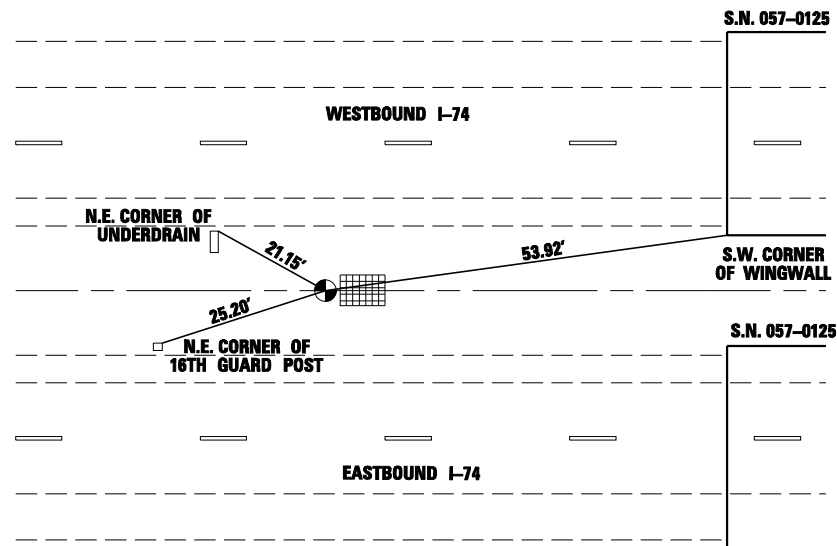 S.N. 057–0125
WESTBOUND I–74
N.E. CORNER OF
UNDERDRAIN
21.15'
53.92'
S.W. CORNER
OF WINGWALL
25.20'
S.N. 057–0125
N.E. CORNER OF
16TH GUARD POST
EASTBOUND I–74